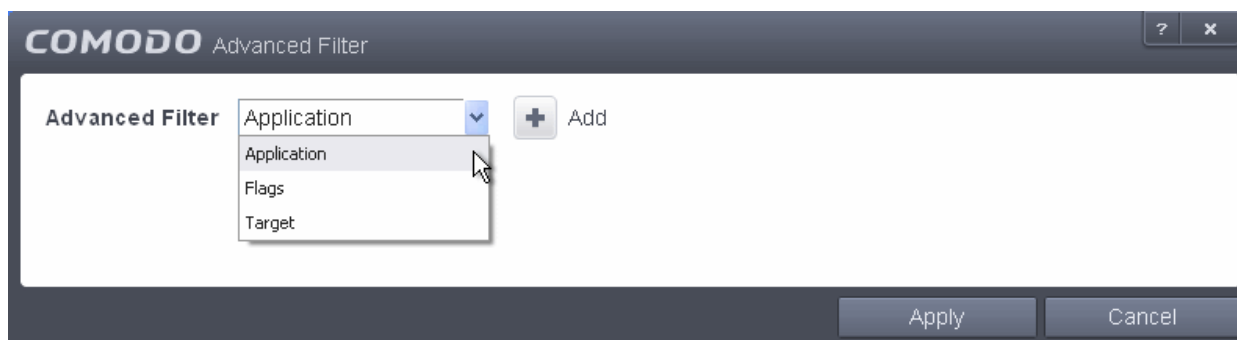 COMODO Advanced Filter ? x
Advanced Filter Application + Add
Application
Flags
Target
Apply Cancel